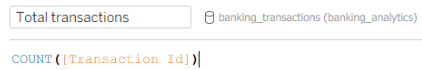 Total transactions banking_transactions (banking_analytics)
COUNT([Transaction Id])